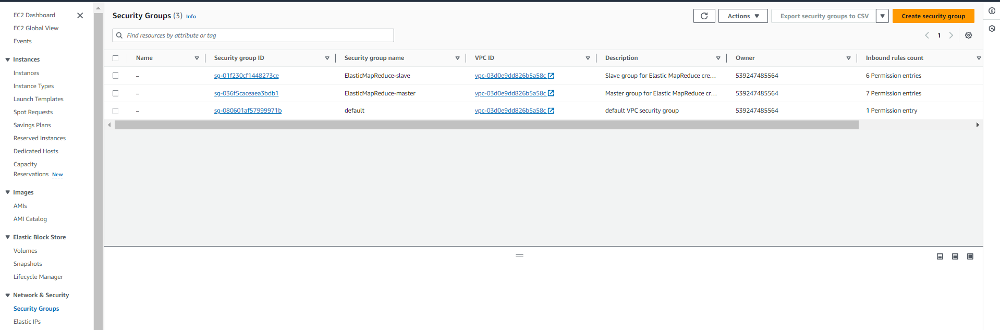 EC2 Dashboard
EC2 Global View
Events
Instances
Instances
Instance Types
Launch Templates
Spot Requests
Savings Plans
Reserved Instances
Dedicated Hosts
Capacity
Reservations New
Images
AMIs
AMI Catalog
Elastic Block Store
Volumes
Snapshots
Lifecycle Manager
Network & Security
Security Groups
Elastic IPs
Security Groups (3) Info
Actions
Export security groups to CSV
Create security group
Find resources by attribute or tag
1
Name Security group ID Security group name VPC ID Description Owner Inbound rules count
– sg-01f230cf1448273ce ElasticMapReduce-slave vpc-03d0e9dd826b5a58c Slave group for Elastic MapReduce cre... 539247485564 6 Permission entries
– sg-036f5caceaea3bdb1 ElasticMapReduce-master vpc-03d0e9dd826b5a58c Master group for Elastic MapReduce cr... 539247485564 7 Permission entries
– sg-080601af57999971b default vpc-03d0e9dd826b5a58c default VPC security group 539247485564 1 Permission entry